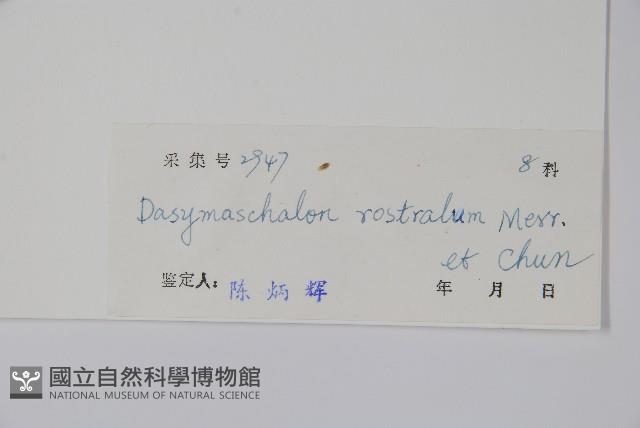 采集号 2947 8 科
Dasymaschalon rostratum Merr.
et Chun
鉴定人: 陈炳辉 年 月 日
國立自然科學博物館
NATIONAL MUSEUM OF NATURAL SCIENCE